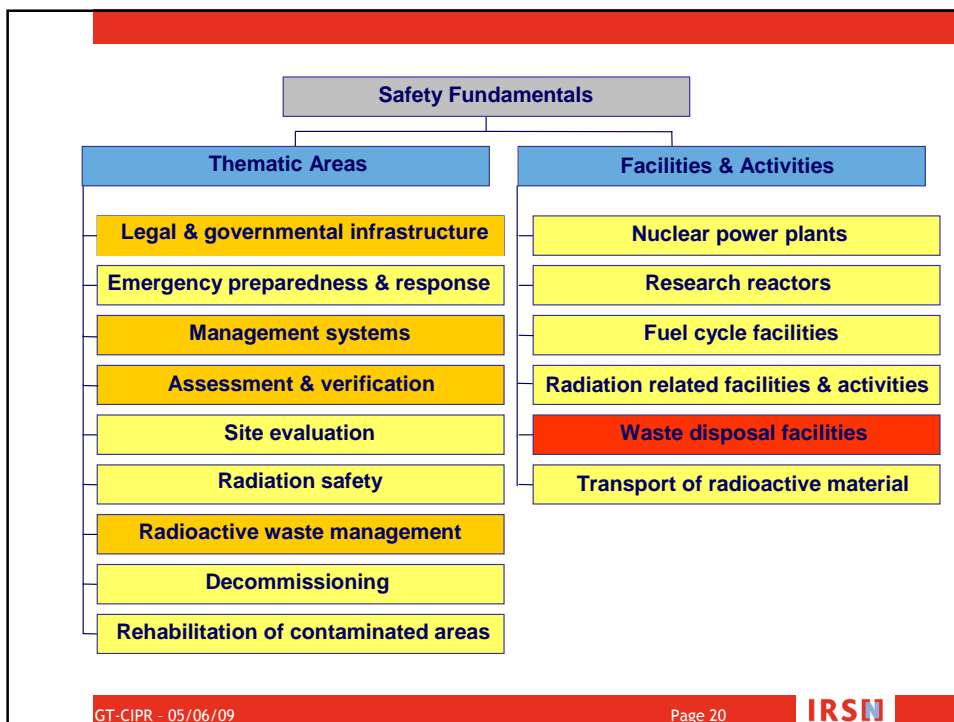 Safety Fundamentals
Thematic Areas
Legal & governmental infrastructure
Emergency preparedness & response
Management systems
Assessment & verification
Site evaluation
Radiation safety
Radioactive waste management
Decommissioning
Rehabilitation of contaminated areas
Facilities & Activities
Nuclear power plants
Research reactors
Fuel cycle facilities
Radiation related facilities & activities
Waste disposal facilities
Transport of radioactive material
GT-CIPR - 05/06/09
Page 20
IRSN